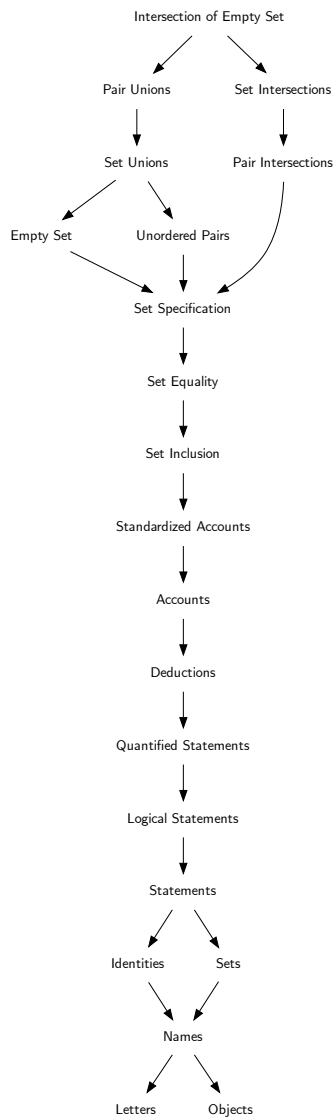 Intersection of Empty Set
Pair Unions
Set Intersections
Set Unions
Pair Intersections
Empty Set
Unordered Pairs
Set Specification
Set Equality
Set Inclusion
Standardized Accounts
Accounts
Deductions
Quantified Statements
Logical Statements
Statements
Identities
Sets
Names
Letters
Objects